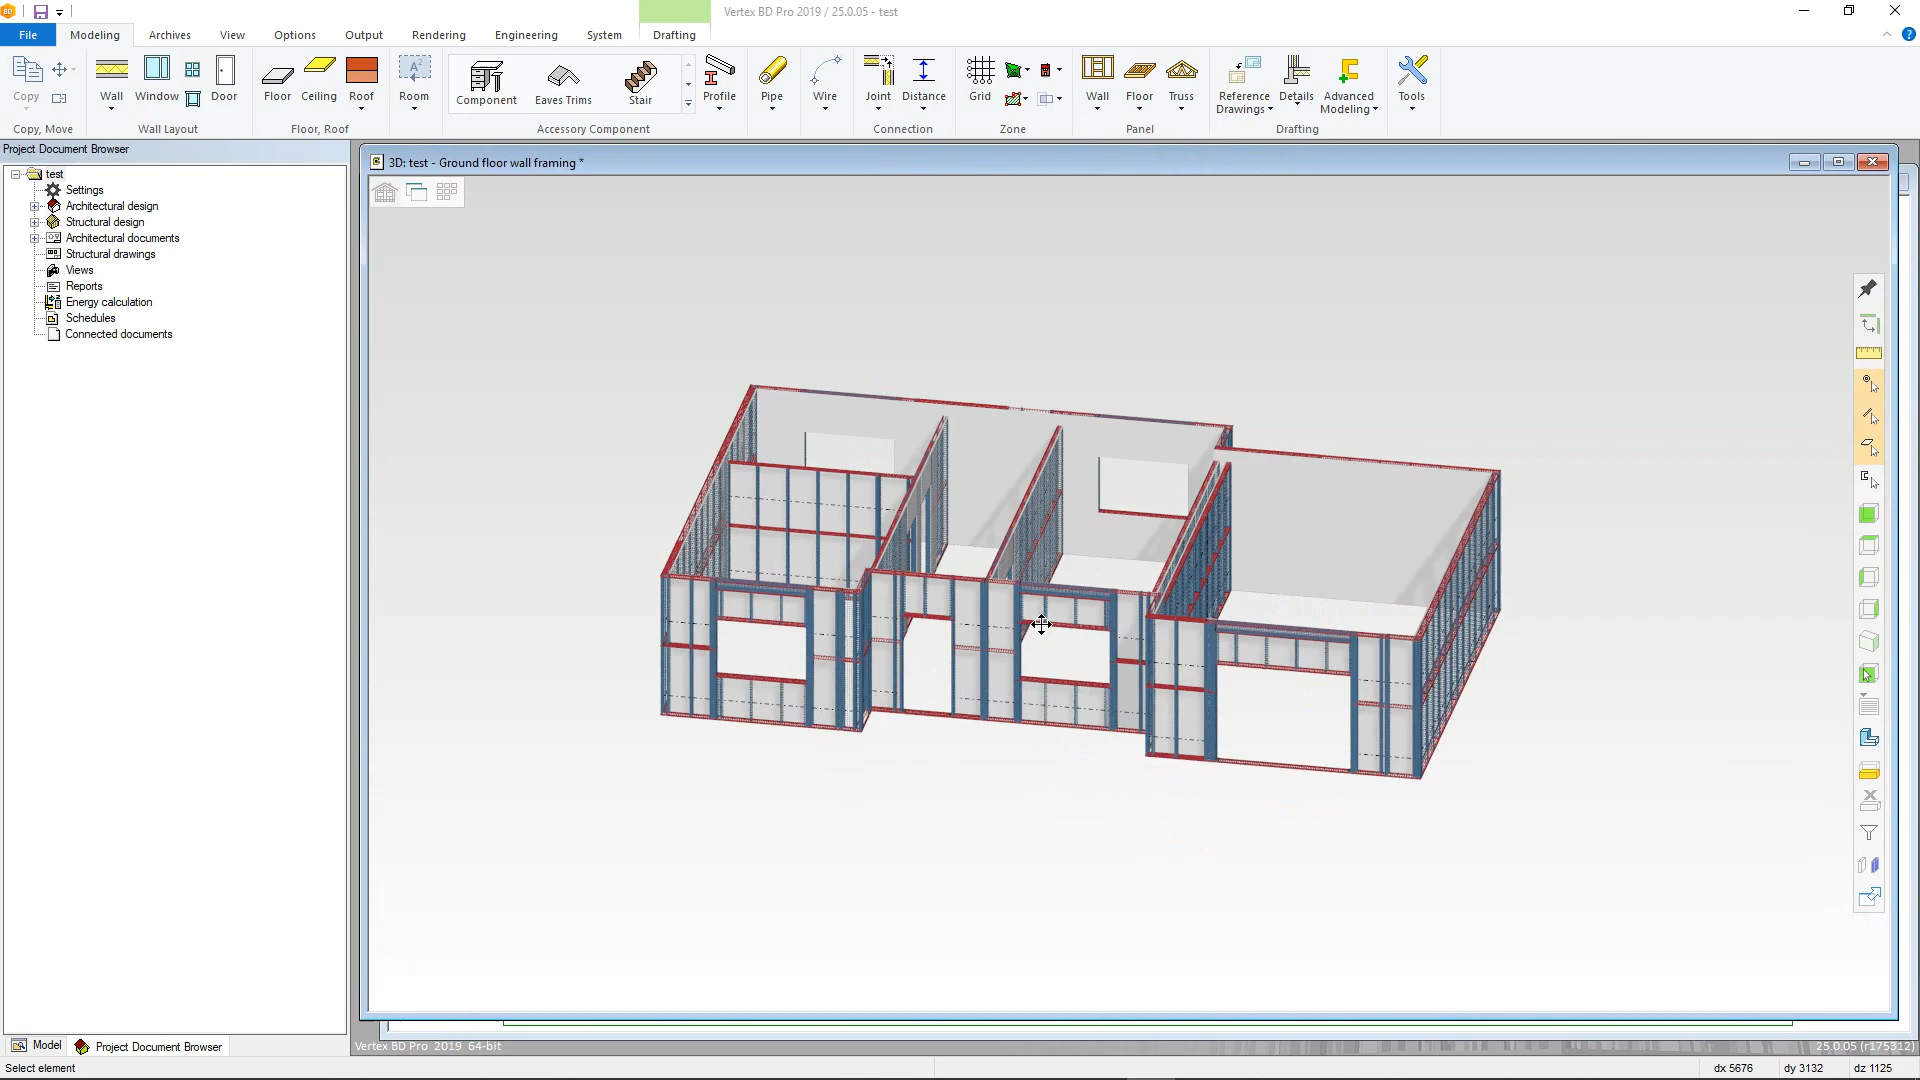 Vertex BD Pro 2019 / 25.0.05 - test
File
Modeling
Archives
View
Options
Output
Rendering
Engineering
System
Drafting
Copy
Wall
Window
Door
Floor
Ceiling
Roof
Room
Component
Eaves Trims
Stair
Profile
Pipe
Wire
Joint
Distance
Grid
Wall
Floor
Truss
Reference
Drawings
Details
Advanced
Modeling
Tools
Copy, Move
Wall Layout
Floor, Roof
Accessory Component
Connection
Zone
Panel
Drafting
Project Document Browser
3D: test - Ground floor wall framing *
test
Settings
Architectural design
Structural design
Architectural documents
Structural drawings
Views
Reports
Energy calculation
Schedules
Connected documents
Model
Project Document Browser
Vertex BD Pro 2019 64-bit
25.0.05 (r175312)
Select element
dx 5676
dy 3132
dz 1125